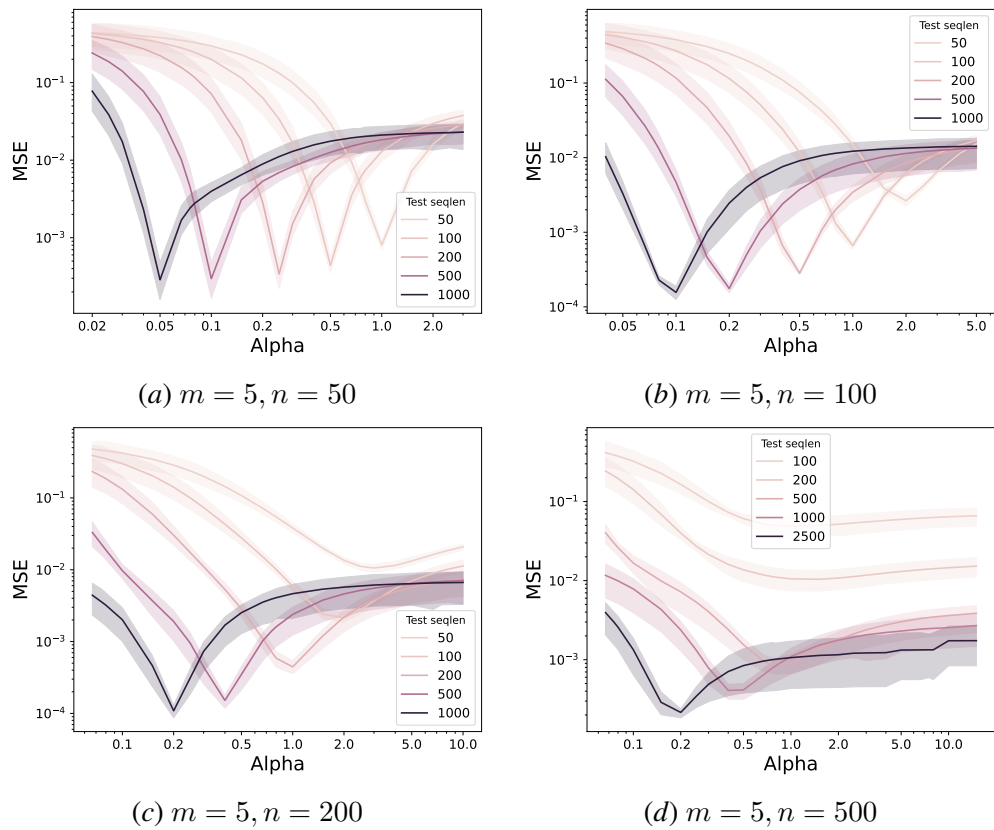 MSE
10⁻¹
10⁻²
10⁻³
Test seqlen
50
100
200
500
1000
0.02 0.05 0.1 0.2 0.5 1.0 2.0
Alpha
(a) m = 5, n = 50
MSE
10⁻¹
10⁻²
10⁻³
10⁻⁴
Test seqlen
50
100
200
500
1000
0.05 0.1 0.2 0.5 1.0 2.0 5.0
Alpha
(b) m = 5, n = 100
MSE
10⁻¹
10⁻²
10⁻³
10⁻⁴
Test seqlen
50
100
200
500
1000
0.1 0.2 0.5 1.0 2.0 5.0 10.0
Alpha
(c) m = 5, n = 200
MSE
10⁻¹
10⁻²
10⁻³
Test seqlen
100
200
500
1000
2500
0.1 0.2 0.5 1.0 2.0 5.0 10.0
Alpha
(d) m = 5, n = 500